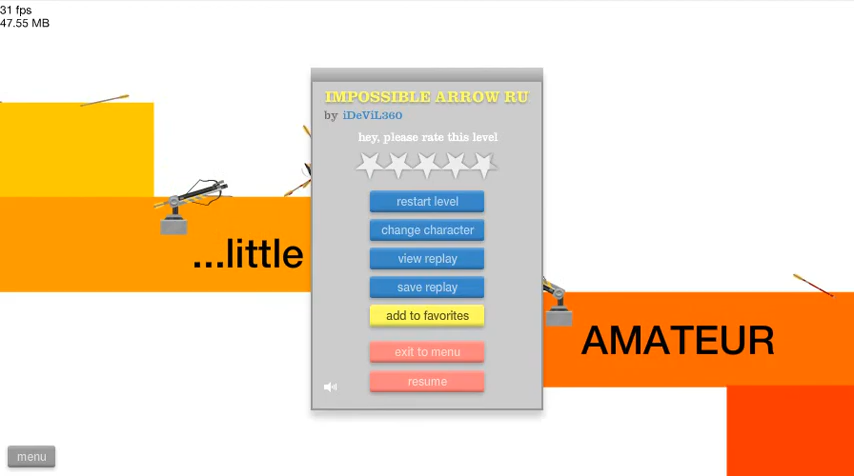 31 fps
47.55 MB
IMPOSSIBLE ARROW RU
by iDeViL360
hey, please rate this level
restart level
change character
view replay
save replay
add to favorites
exit to menu
resume
...little
AMATEUR
menu